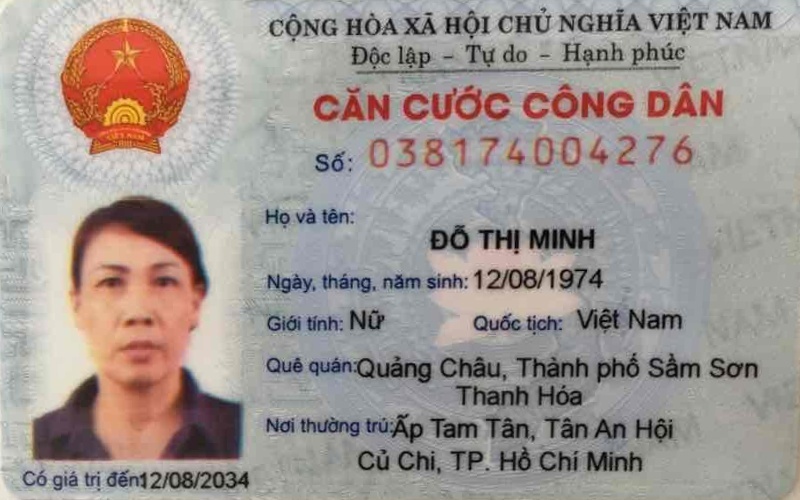 CỘNG HÒA XÃ HỘI CHỦ NGHĨA VIỆT NAM
Độc lập - Tự do - Hạnh phúc
CĂN CƯỚC CÔNG DÂN
Số: 038174004276
Họ và tên:
ĐỖ THỊ MINH
Ngày, tháng, năm sinh: 12/08/1974
Giới tính: Nữ Quốc tịch: Việt Nam
Quê quán: Quảng Châu, Thành phố Sầm Sơn
Thanh Hóa
Nơi thường trú: Ấp Tam Tân, Tân An Hội
Củ Chi, TP. Hồ Chí Minh
Có giá trị đến 12/08/2034